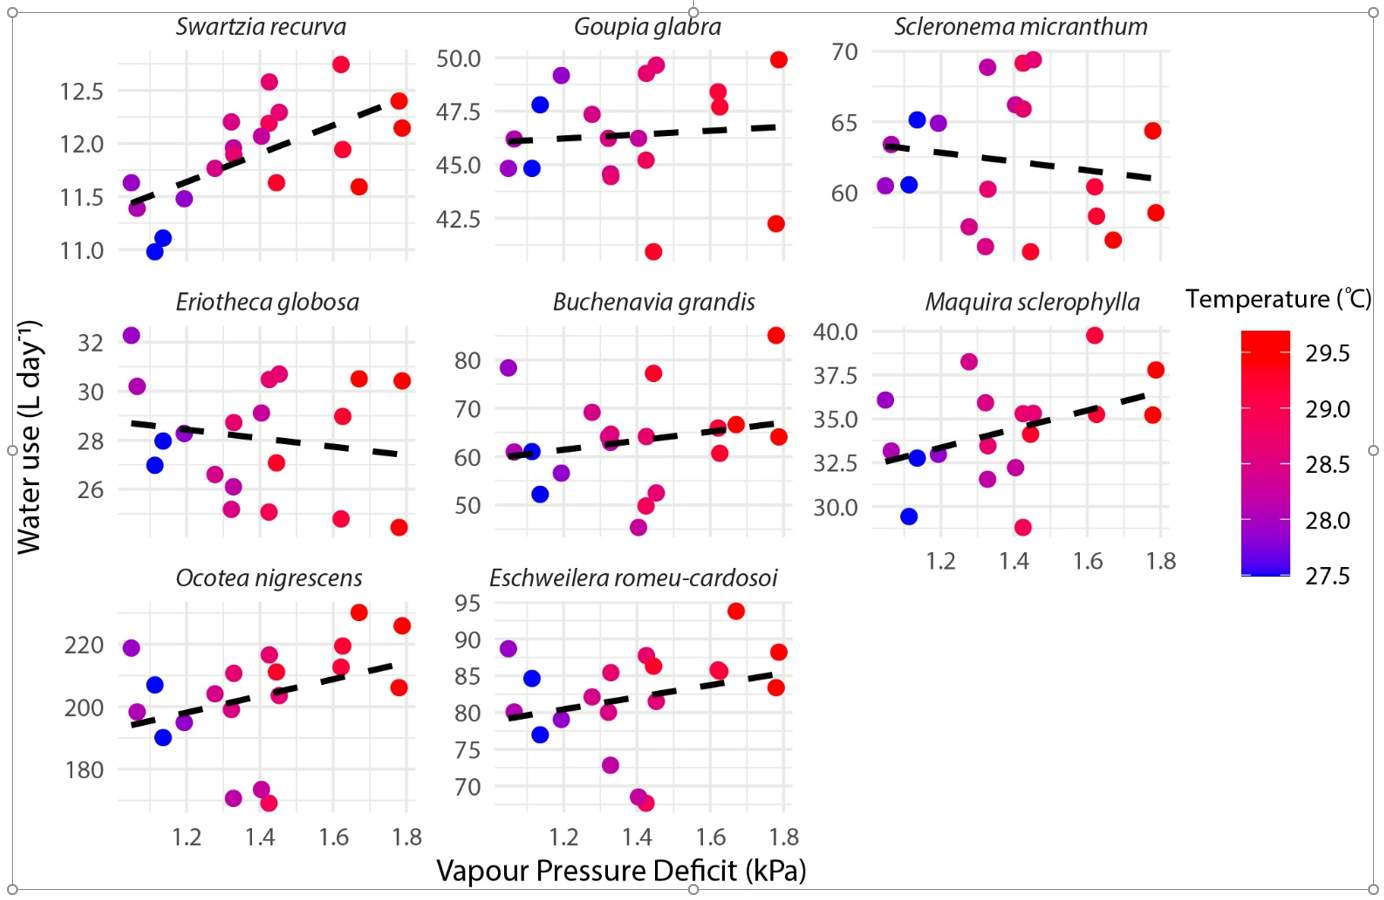 Swartzia recurva
Goupia glabra
Scleronema micranthum
12.5
12.0
11.5
11.0
50.0
47.5
45.0
42.5
70
65
60
Eriotheca globosa
Buchenavia grandis
Maquira sclerophylla
32
30
28
26
80
70
60
50
40.0
37.5
35.0
32.5
30.0
1.2 1.4 1.6 1.8
Ocotea nigrescens
Eschweilera romeu-cardosoi
220
200
180
95
90
85
80
75
70
1.2 1.4 1.6 1.8
1.2 1.4 1.6 1.8
Water use (L day⁻¹)
Vapour Pressure Deficit (kPa)
Temperature (°C)
29.5
29.0
28.5
28.0
27.5